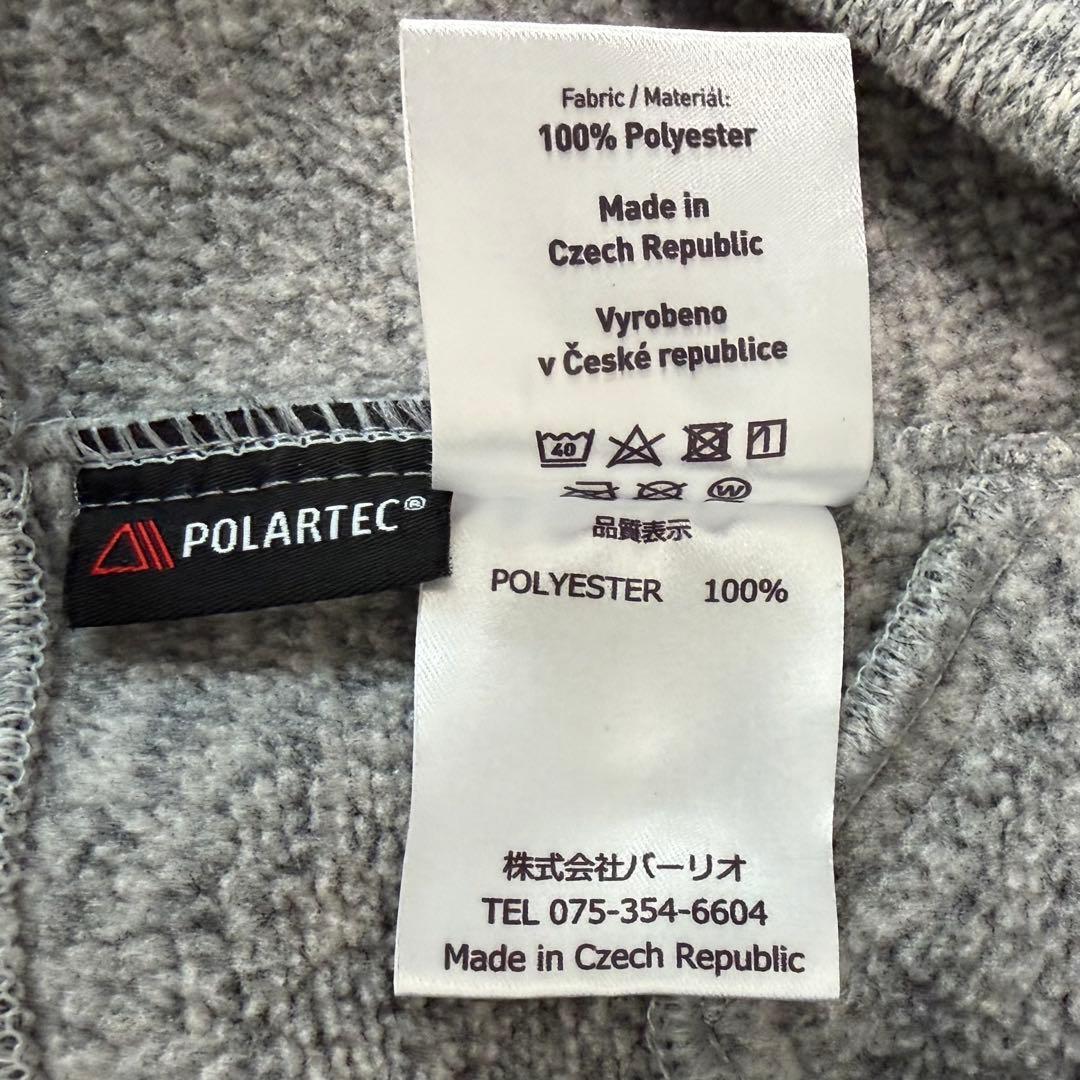 Fabric / Materiál:
100% Polyester
Made in
Czech Republic
Vyrobeno
v České republice
40
W
POLARTEC®
品質表示
POLYESTER 100%
株式会社バーリオ
TEL 075-354-6604
Made in Czech Republic